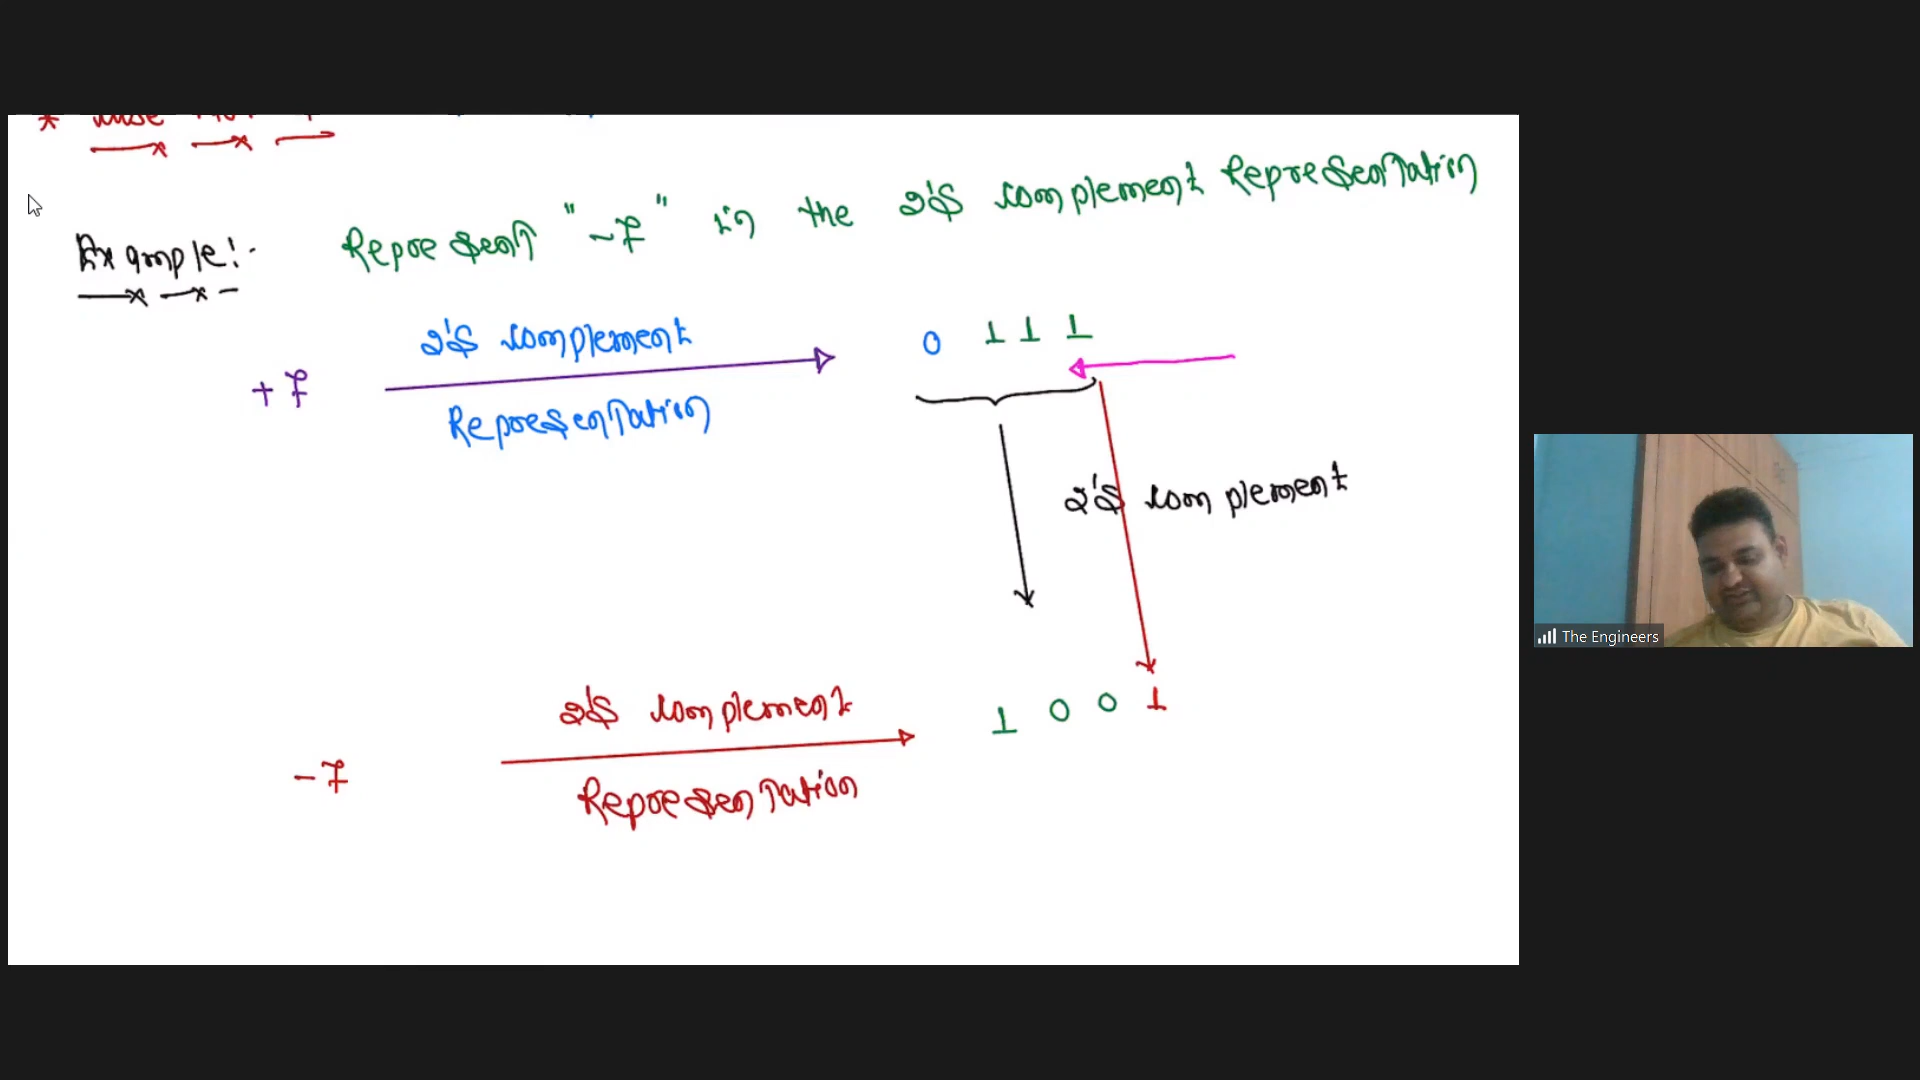 Example:-
Represent "-7" in the 2's complement Representation
+7
2's complement
Representation
0 1 1 1
2's complement
-7
2's complement
Representation
1 0 0 1
The Engineers